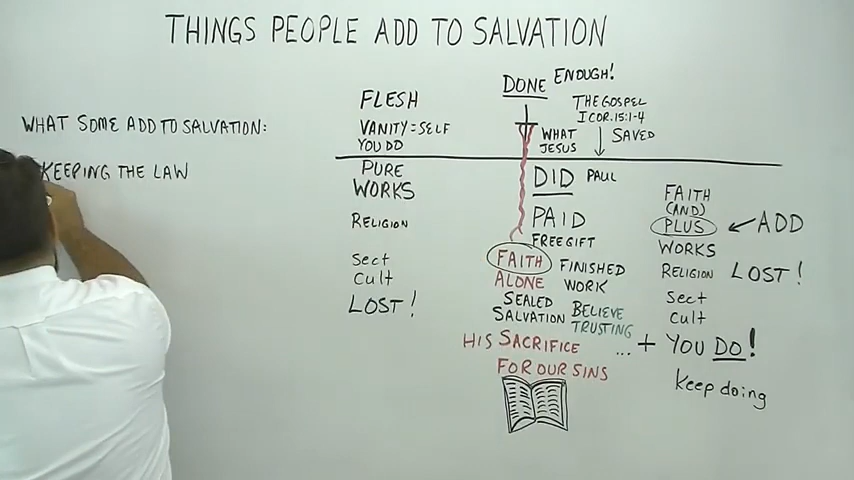 THINGS PEOPLE ADD TO SALVATION
WHAT SOME ADD TO SALVATION:
KEEPING THE LAW
FLESH
VANITY=SELF
YOU DO
PURE
WORKS
RELIGION
Sect
Cult
LOST!
DONE ENOUGH!
THE GOSPEL
I COR.15:1-4
WHAT
JESUS
SAVED
DID PAUL
PAID
FREE GIFT
FAITH
ALONE
FINISHED
WORK
SEALED
SALVATION
BELIEVE
TRUSTING
HIS SACRIFICE
FOR OUR SINS
FAITH
(AND)
PLUS ADD
WORKS
RELIGION LOST!
Sect
Cult
... + YOU DO!
Keep doing